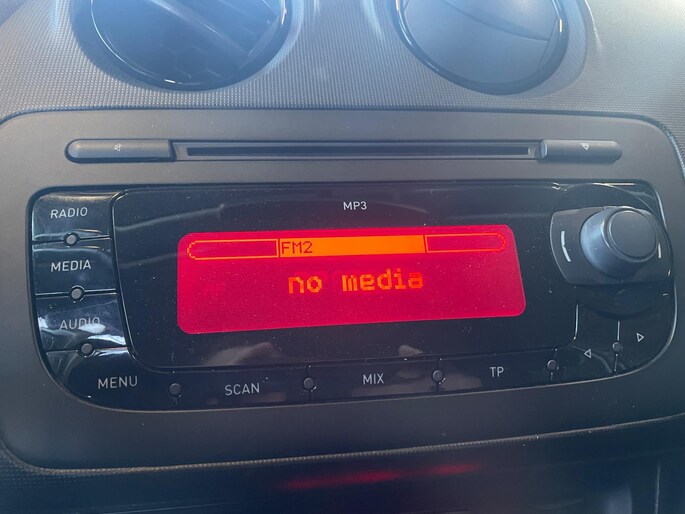 MP3
RADIO
FM2
MEDIA
no media
AUDIO
MENU
SCAN
MIX
TP